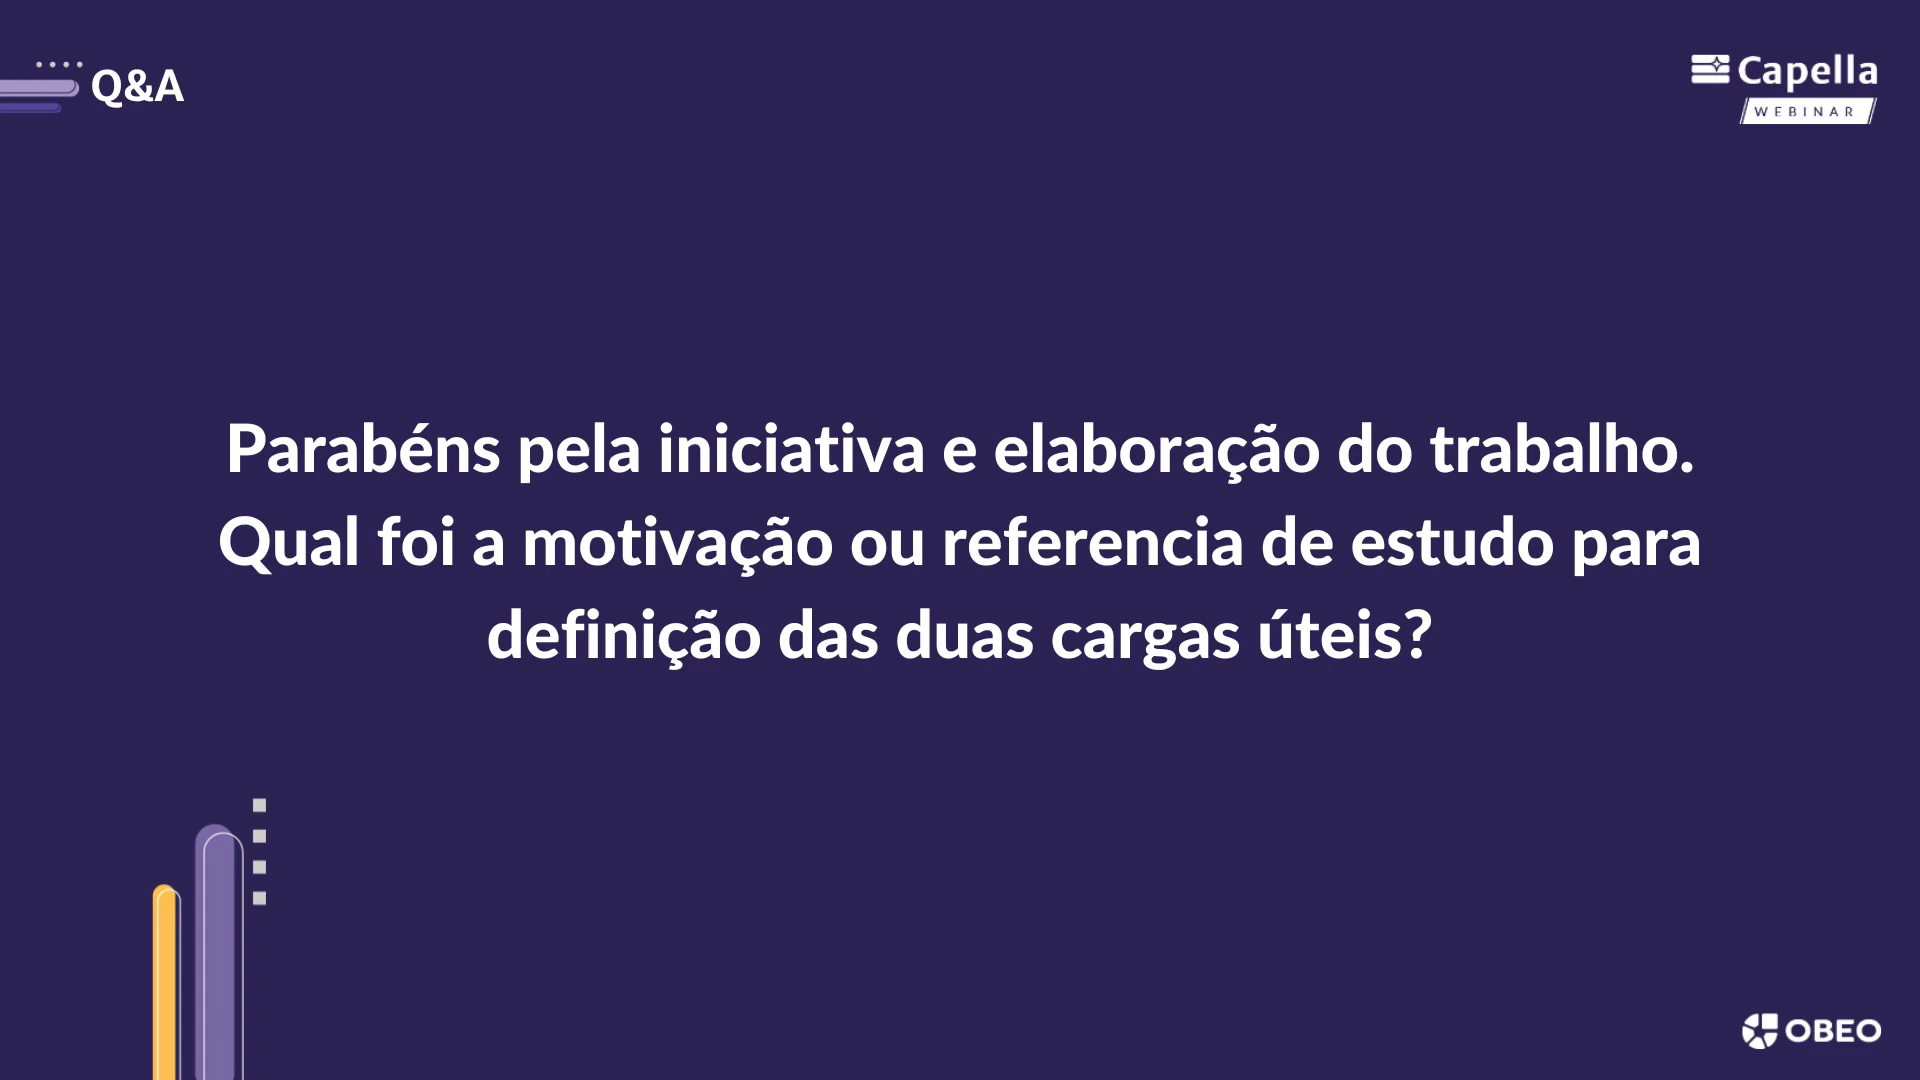 Q&A
Capella
WEBINAR
Parabéns pela iniciativa e elaboração do trabalho.
Qual foi a motivação ou referencia de estudo para
definição das duas cargas úteis?
OBEO